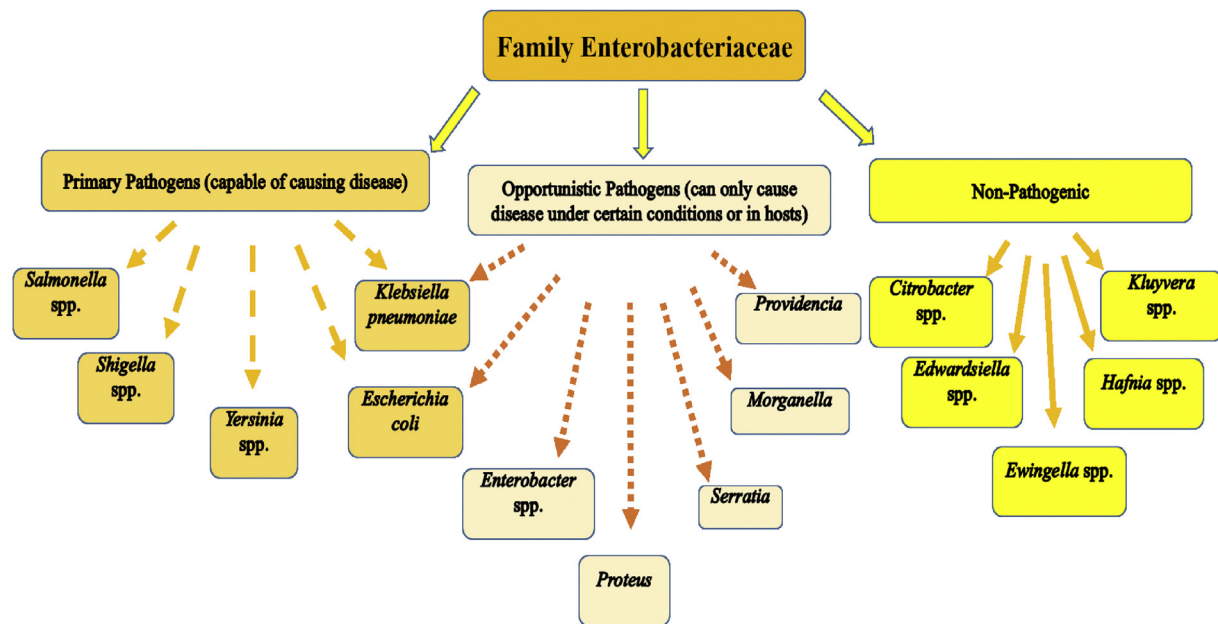 Family Enterobacteriaceae
Primary Pathogens (capable of causing disease)
Opportunistic Pathogens (can only cause
disease under certain conditions or in hosts)
Non-Pathogenic
Salmonella
spp.
Shigella
spp.
Yersinia
spp.
Escherichia
coli
Klebsiella
pneumoniae
Enterobacter
spp.
Proteus
Serratia
Morganella
Providencia
Citrobacter
spp.
Edwardsiella
spp.
Ewingella spp.
Hafnia spp.
Kluyvera
spp.